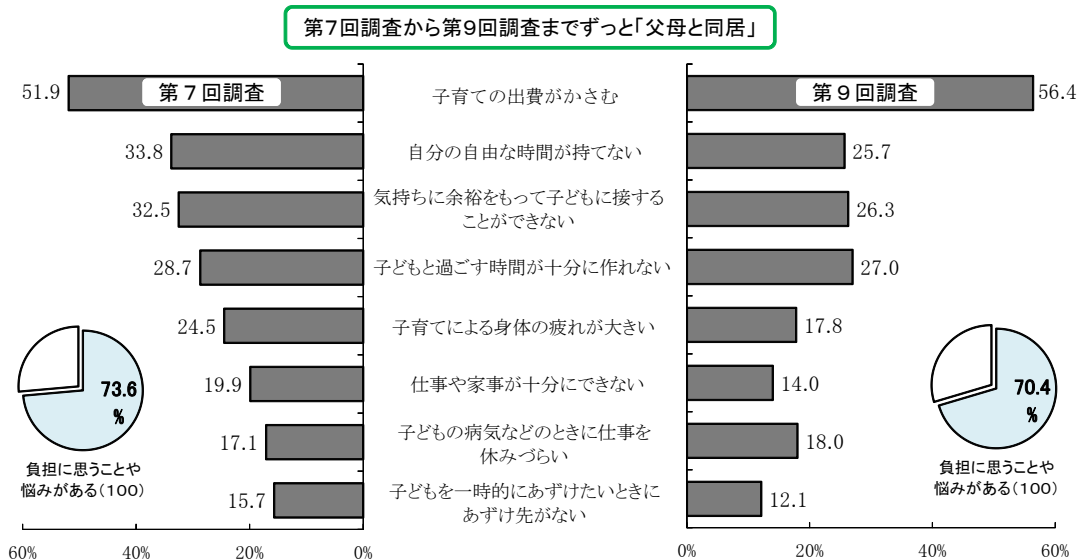 第7回調査から第9回調査までずっと「父母と同居」
第７回調査
第９回調査
51.9
子育ての出費がかさむ
56.4
33.8
自分の自由な時間が持てない
25.7
32.5
気持ちに余裕をもって子どもに接する
ことができない
26.3
28.7
子どもと過ごす時間が十分に作れない
27.0
24.5
子育てによる身体の疲れが大きい
17.8
19.9
仕事や家事が十分にできない
14.0
17.1
子どもの病気などのときに仕事を
休みづらい
18.0
15.7
子どもを一時的にあずけたいときに
あずけ先がない
12.1
73.6
%
負担に思うことや
悩みがある(100)
70.4
%
負担に思うことや
悩みがある(100)
60% 40% 20% 0%
0% 20% 40% 60%